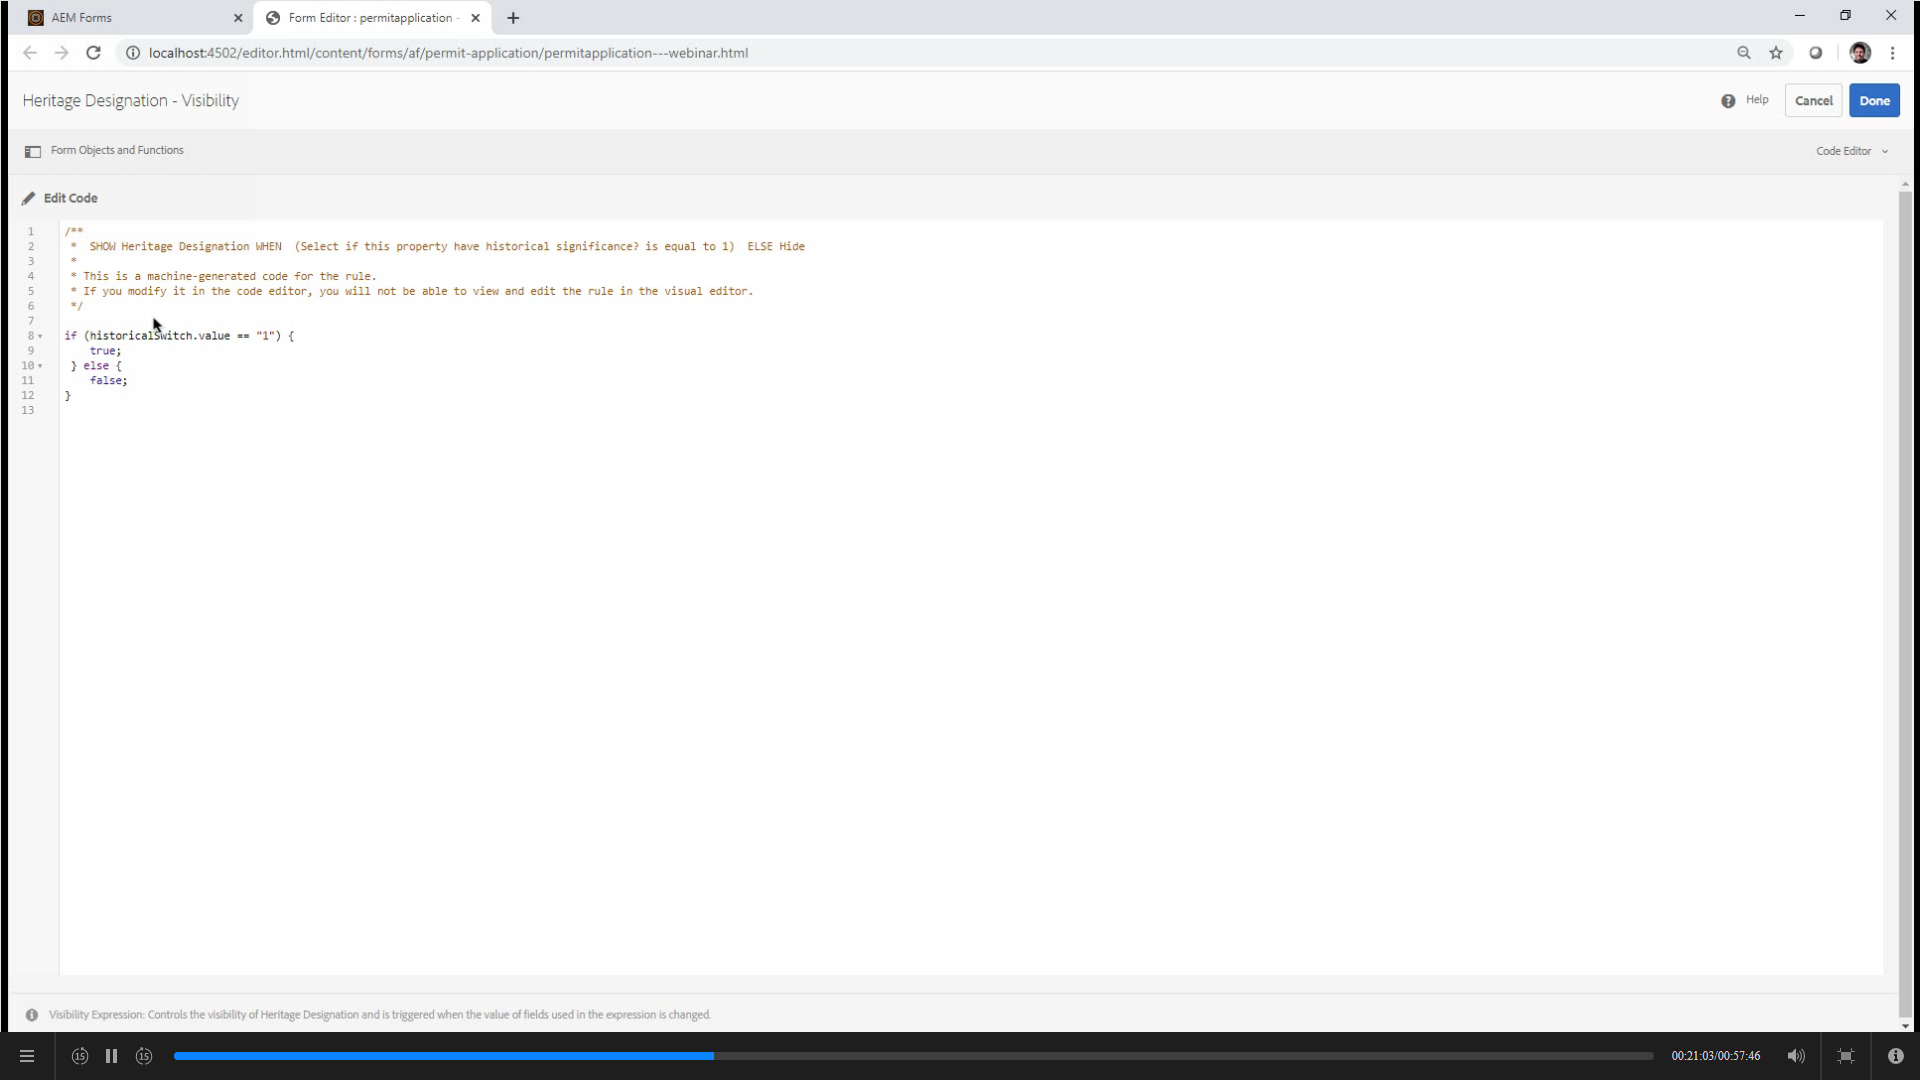 AEM Forms
Form Editor : permitapplication -
localhost:4502/editor.html/content/forms/af/permit-application/permitapplication---webinar.html
Heritage Designation - Visibility
Help
Cancel
Done
Form Objects and Functions
Code Editor
Edit Code
1 /**
2 * SHOW Heritage Designation WHEN (Select if this property have historical significance? is equal to 1) ELSE Hide
3 *
4 * This is a machine-generated code for the rule.
5 * If you modify it in the code editor, you will not be able to view and edit the rule in the visual editor.
6 */
7
8 if (historicalSwitch.value == "1") {
9 true;
10 } else {
11 false;
12 }
13
Visibility Expression: Controls the visibility of Heritage Designation and is triggered when the value of fields used in the expression is changed.
15
15
00:21:03/00:57:46